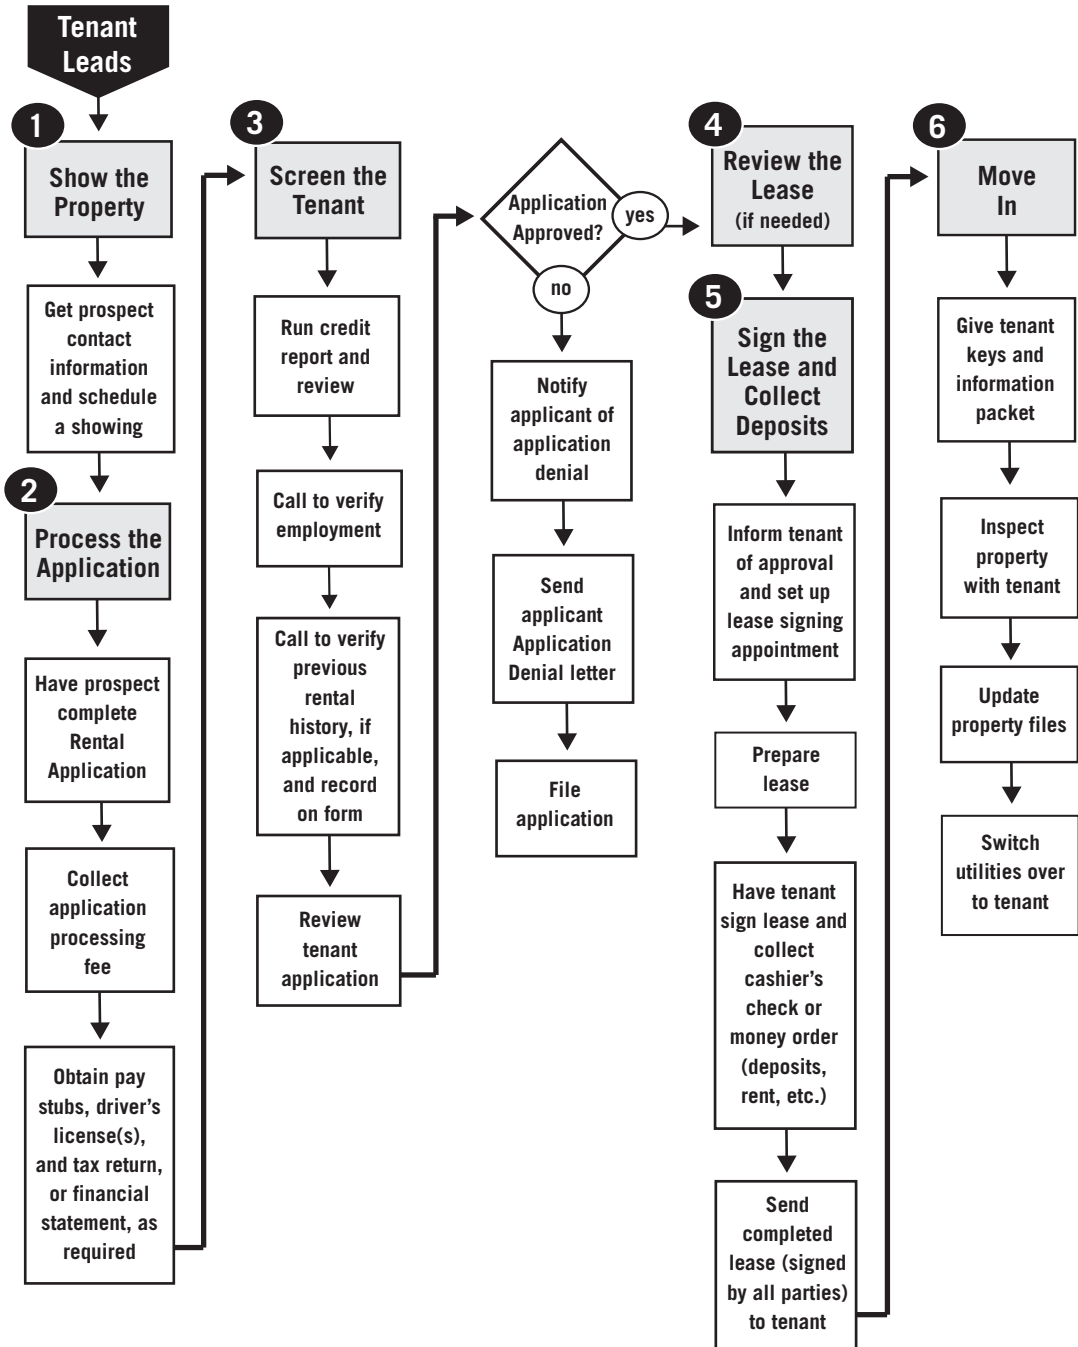 Tenant
Leads
1
Show the
Property
Get prospect
contact
information
and schedule
a showing
2
Process the
Application
Have prospect
complete
Rental
Application
Collect
application
processing
fee
Obtain pay
stubs, driver's
license(s),
and tax return,
or financial
statement, as
required
3
Screen the
Tenant
Run credit
report and
review
Call to verify
employment
Call to verify
previous
rental
history, if
applicable,
and record
on form
Review
tenant
application
Application
Approved?
yes
no
Notify
applicant of
application
denial
Send
applicant
Application
Denial letter
File
application
4
Review the
Lease
(if needed)
5
Sign the
Lease and
Collect
Deposits
Inform tenant
of approval
and set up
lease signing
appointment
Prepare
lease
Have tenant
sign lease and
collect
cashier's
check or
money order
(deposits,
rent, etc.)
Send
completed
lease (signed
by all parties)
to tenant
6
Move
In
Give tenant
keys and
information
packet
Inspect
property
with tenant
Update
property files
Switch
utilities over
to tenant